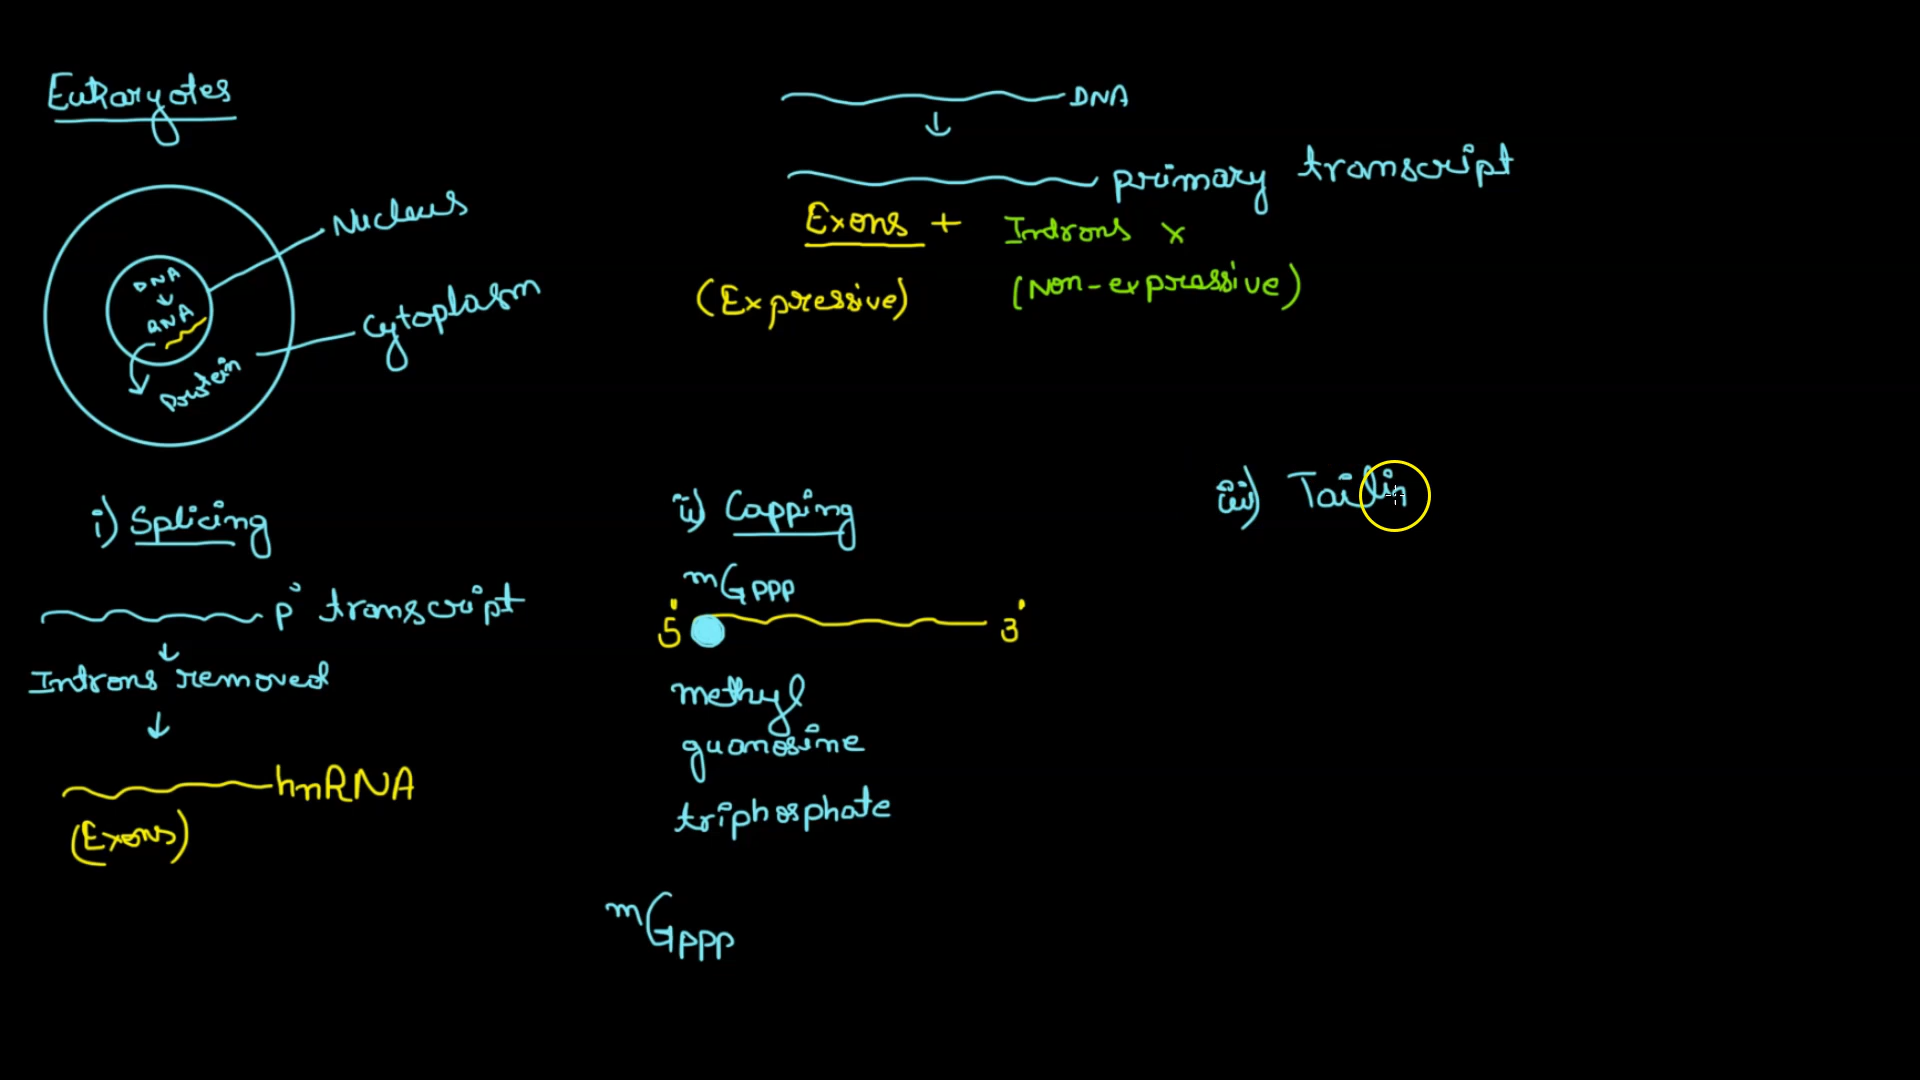 Eukaryotes
Nucleus
Cytoplasm
DNA
↓
RNA
protein
DNA
↓
primary transcript
Exons + Introns x
(Expressive) (Non-expressive)
i) Splicing
p° transcript
↓
Introns removed
↓
hnRNA
(Exons)
ii) Capping
mGppp
5' 3'
methyl
guanosine
triphosphate
mGppp
iii) Tailin